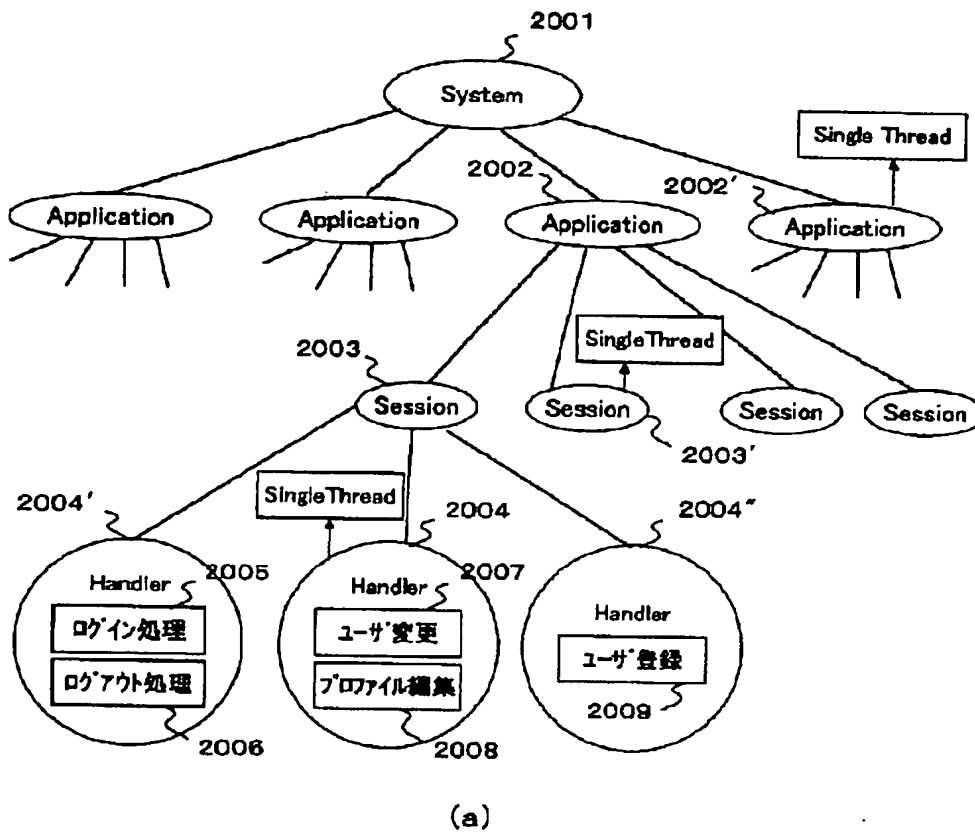 2001
System
Single Thread
2002
2002'
Application
Application
Application
Application
SingleThread
2003
Session
Session
Session
Session
2003'
SingleThread
2004'
2004
2004"
Handler
2005
Handler
2007
Handler
ログイン処理
ユーザ変更
ユーザ登録
ログアウト処理
プロファイル編集
2009
2006
2008
(a)